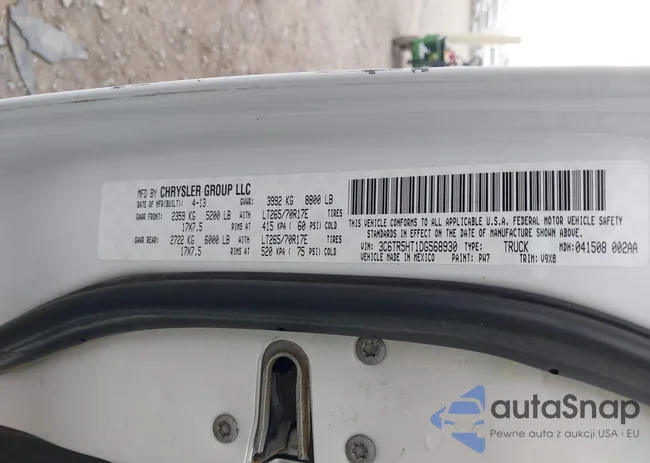 MFD BY CHRYSLER GROUP LLC
DATE OF MFR(BUILT): 4-13 GVWR: 3992 KG 8800 LB
GAWR FRONT: 2359 KG 5200 LB WITH LT265/70R17E TIRES
17X7.5 RIMS AT 415 KPA ( 60 PSI) COLD
GAWR REAR: 2722 KG 6000 LB WITH LT265/70R17E TIRES
17X7.5 RIMS AT 520 KPA ( 75 PSI) COLD
THIS VEHICLE CONFORMS TO ALL APPLICABLE U.S.A. FEDERAL MOTOR VEHICLE SAFETY
STANDARDS IN EFFECT ON THE DATE OF MANUFACTURE SHOWN ABOVE.
VIN: 3C6TR5HT1DG568930 TYPE: TRUCK MDH: 041508 002AA
VEHICLE MADE IN MEXICO PAINT: PW7 TRIM: V9X8
autaSnap
Pewne auta z aukcji USA i EU